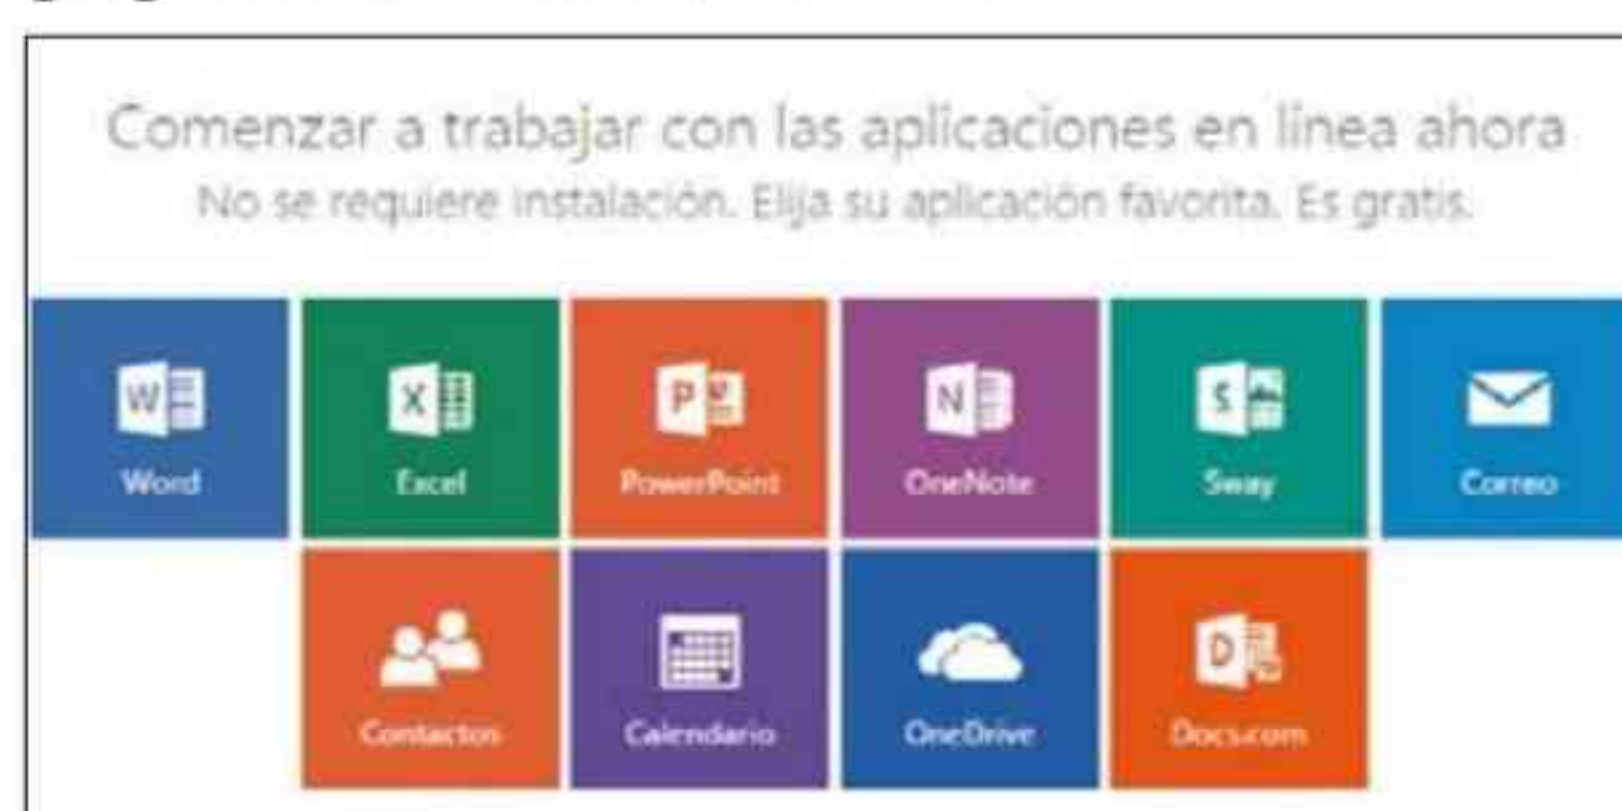 Comenzar a trabajar con las aplicaciones en línea ahora
No se requiere instalación. Elija su aplicación favorita. Es gratis.
Word Excel PowerPoint OneNote Sway Correo
Contactos Calendario OneDrive Docs.com